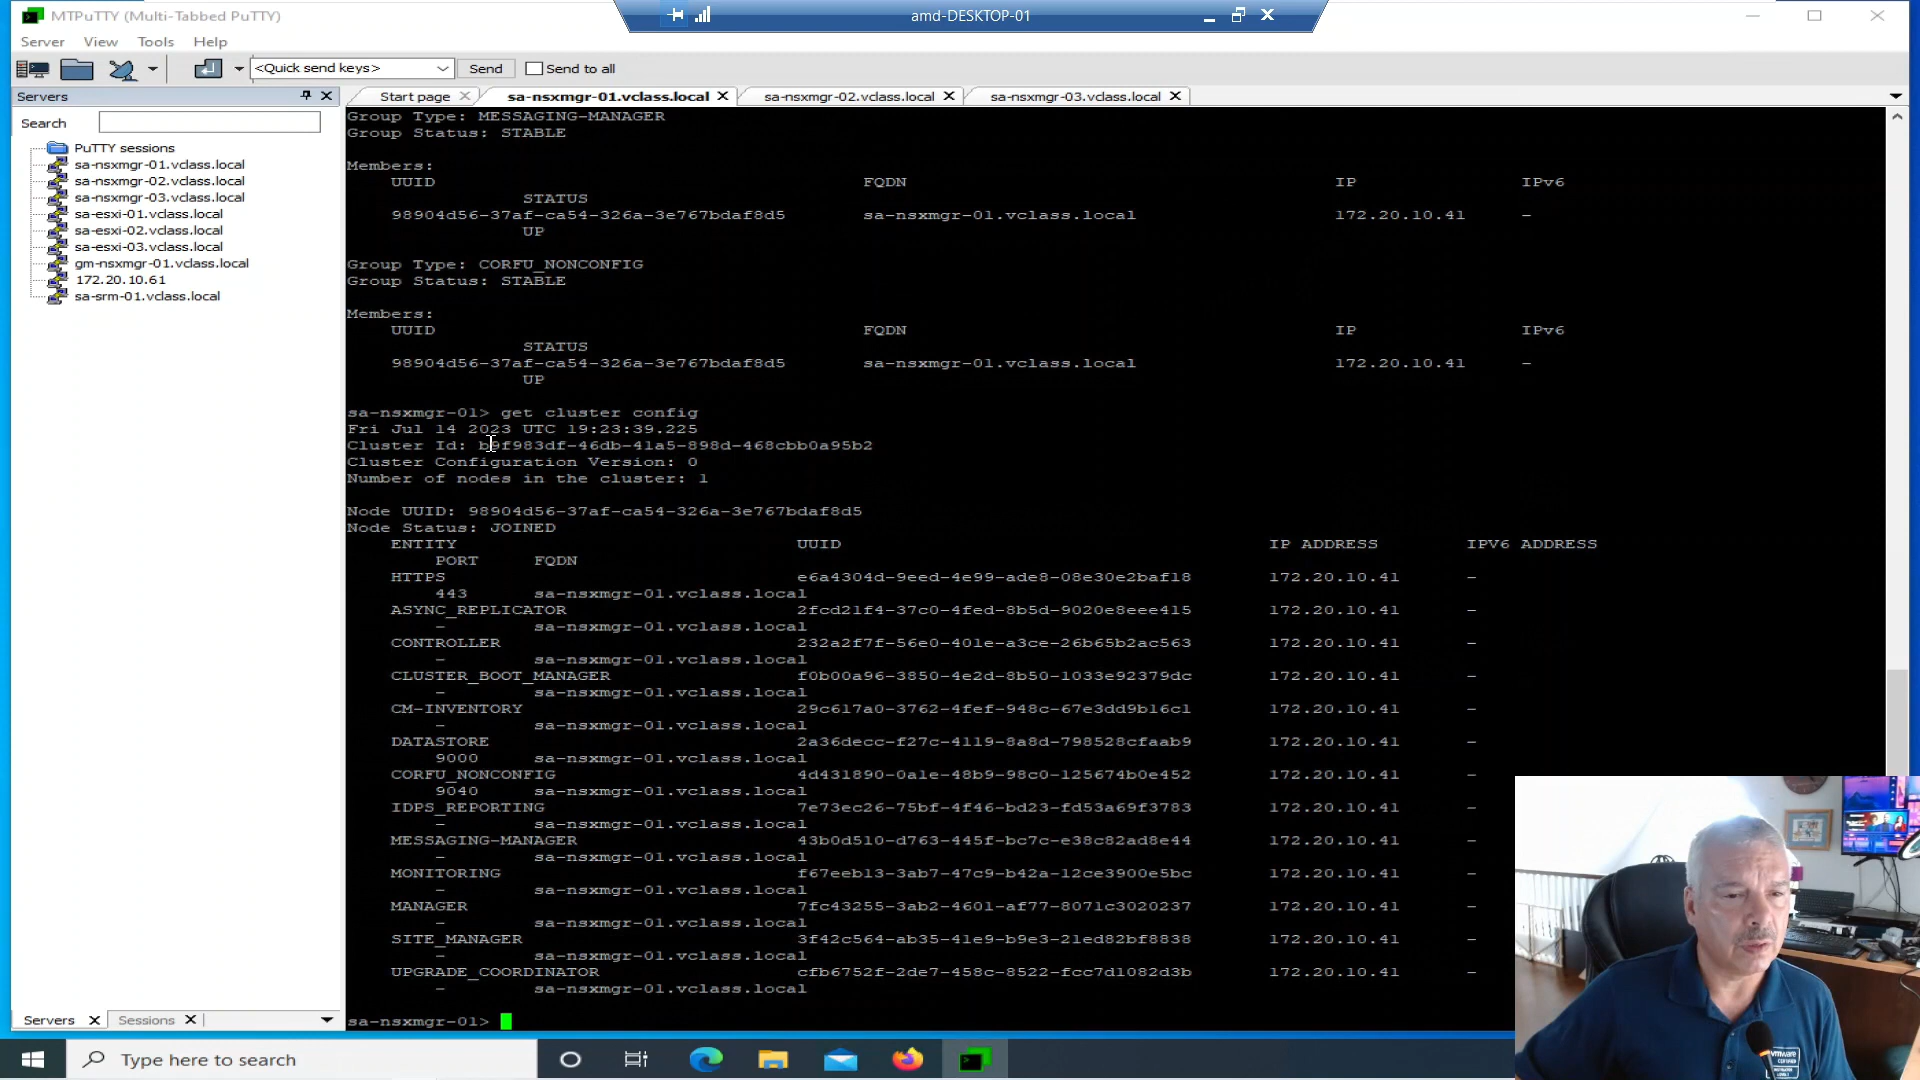 MTPuTTY (Multi-Tabbed PuTTY)
amd-DESKTOP-01
Server View Tools Help
<Quick send keys> Send Send to all
Servers
Start page sa-nsxmgr-01.vclass.local sa-nsxmgr-02.vclass.local sa-nsxmgr-03.vclass.local
Search
PuTTY sessions
sa-nsxmgr-01.vclass.local
sa-nsxmgr-02.vclass.local
sa-nsxmgr-03.vclass.local
sa-esxi-01.vclass.local
sa-esxi-02.vclass.local
sa-esxi-03.vclass.local
gm-nsxmgr-01.vclass.local
172.20.10.61
sa-srm-01.vclass.local
Group Type: MESSAGING-MANAGER
Group Status: STABLE
Members:
UUID FQDN IP IPv6
STATUS
98904d56-37af-ca54-326a-3e767bdaf8d5 sa-nsxmgr-01.vclass.local 172.20.10.41 -
UP
Group Type: CORFU_NONCONFIG
Group Status: STABLE
Members:
UUID FQDN IP IPv6
STATUS
98904d56-37af-ca54-326a-3e767bdaf8d5 sa-nsxmgr-01.vclass.local 172.20.10.41 -
UP
sa-nsxmgr-01> get cluster config
Fri Jul 14 2023 UTC 19:23:39.225
Cluster Id: b9f983df-46db-41a5-898d-468cbb0a95b2
Cluster Configuration Version: 0
Number of nodes in the cluster: 1
Node UUID: 98904d56-37af-ca54-326a-3e767bdaf8d5
Node Status: JOINED
ENTITY UUID IP ADDRESS IPV6 ADDRESS
PORT FQDN
HTTPS e6a4304d-9eed-4e99-ade8-08e30e2baf18 172.20.10.41 -
443 sa-nsxmgr-01.vclass.local
ASYNC_REPLICATOR 2fcd21f4-37c0-4fed-8b5d-9020e8eee415 172.20.10.41 -
- sa-nsxmgr-01.vclass.local
CONTROLLER 232a2f7f-56e0-401e-a3ce-26b65b2ac563 172.20.10.41 -
- sa-nsxmgr-01.vclass.local
CLUSTER_BOOT_MANAGER f0b00a96-3850-4e2d-8b50-1033e92379dc 172.20.10.41 -
- sa-nsxmgr-01.vclass.local
CM-INVENTORY 29c617a0-3762-4fef-948c-67e3dd9b16c1 172.20.10.41 -
- sa-nsxmgr-01.vclass.local
DATASTORE 2a36decc-f27c-4119-8a8d-798528cfaab9 172.20.10.41 -
9000 sa-nsxmgr-01.vclass.local
CORFU_NONCONFIG 4d431890-0a1e-48b9-98c0-125674b0e452 172.20.10.41 -
9040 sa-nsxmgr-01.vclass.local
IDPS_REPORTING 7e73ec26-75bf-4f46-bd23-fd53a69f3783 172.20.10.41 -
- sa-nsxmgr-01.vclass.local
MESSAGING-MANAGER 43b0d510-d763-445f-bc7c-e38c82ad8e44 172.20.10.41 -
- sa-nsxmgr-01.vclass.local
MONITORING f67eeb13-3ab7-47c9-b42a-12ce3900e5bc 172.20.10.41 -
- sa-nsxmgr-01.vclass.local
MANAGER 7fc43255-3ab2-4601-af77-8071c3020237 172.20.10.41 -
- sa-nsxmgr-01.vclass.local
SITE_MANAGER 3f42c564-ab35-41e9-b9e3-21ed82bf8838 172.20.10.41 -
- sa-nsxmgr-01.vclass.local
UPGRADE_COORDINATOR cfb6752f-2de7-458c-8522-fcc7d1082d3b 172.20.10.41 -
- sa-nsxmgr-01.vclass.local
sa-nsxmgr-01>
Servers Sessions
Type here to search
vmware